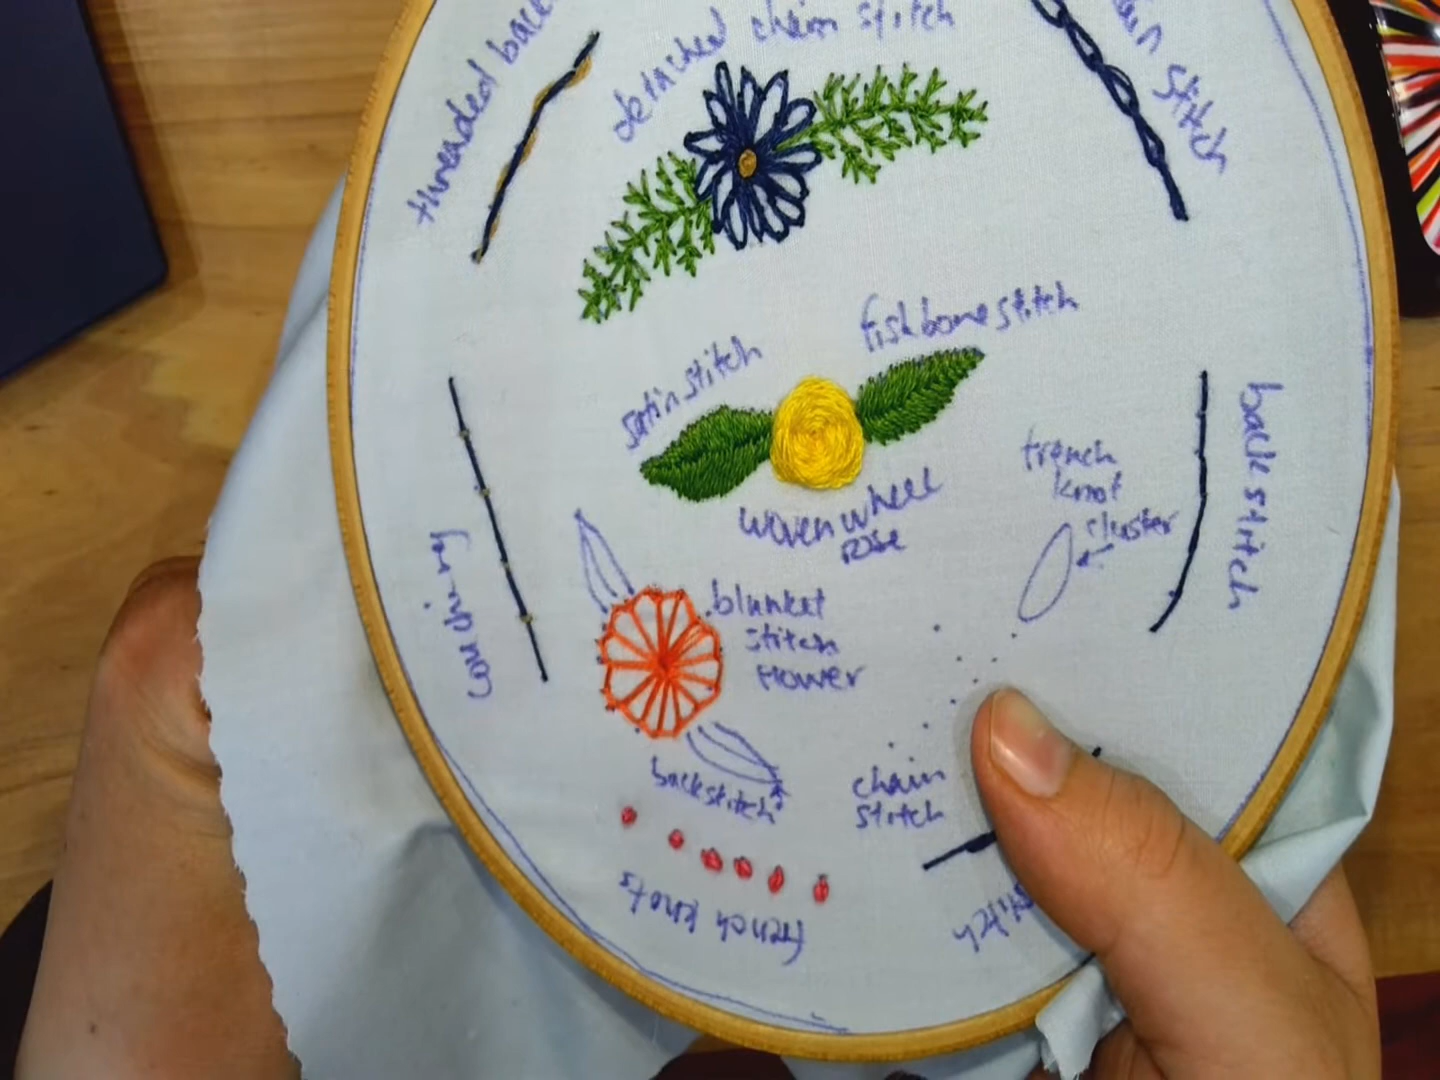 threaded back
detached chain stitch
stitch
satin stitch
fishbone stitch
woven wheel
rose
french
knot
cluster
back stitch
couching
blanket
stitch
flower
backstitch
chain
stitch
french knots
stitch